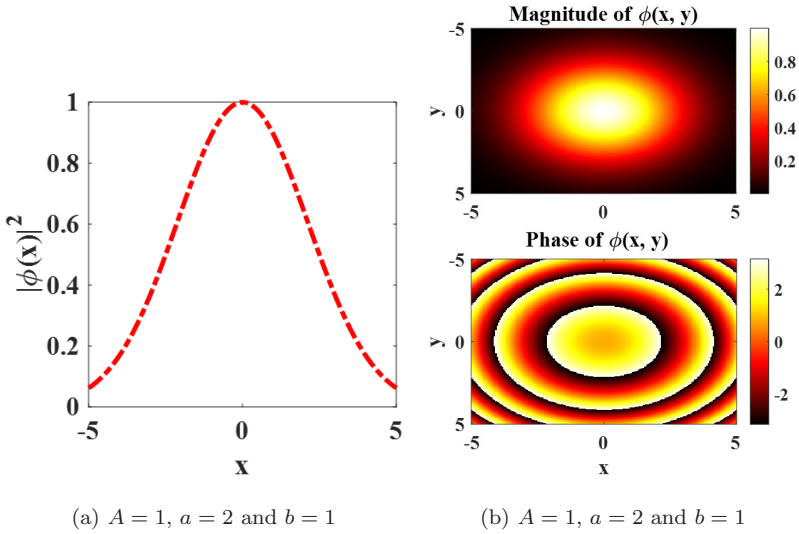 |ϕ(x)|²
1
0.8
0.6
0.4
0.2
0
-5 0 5
x
(a) A = 1, a = 2 and b = 1
Magnitude of ϕ(x, y)
-5
0
5
y
-5 0 5
0.8
0.6
0.4
0.2
Phase of ϕ(x, y)
-5
0
5
y
-5 0 5
x
2
0
-2
(b) A = 1, a = 2 and b = 1